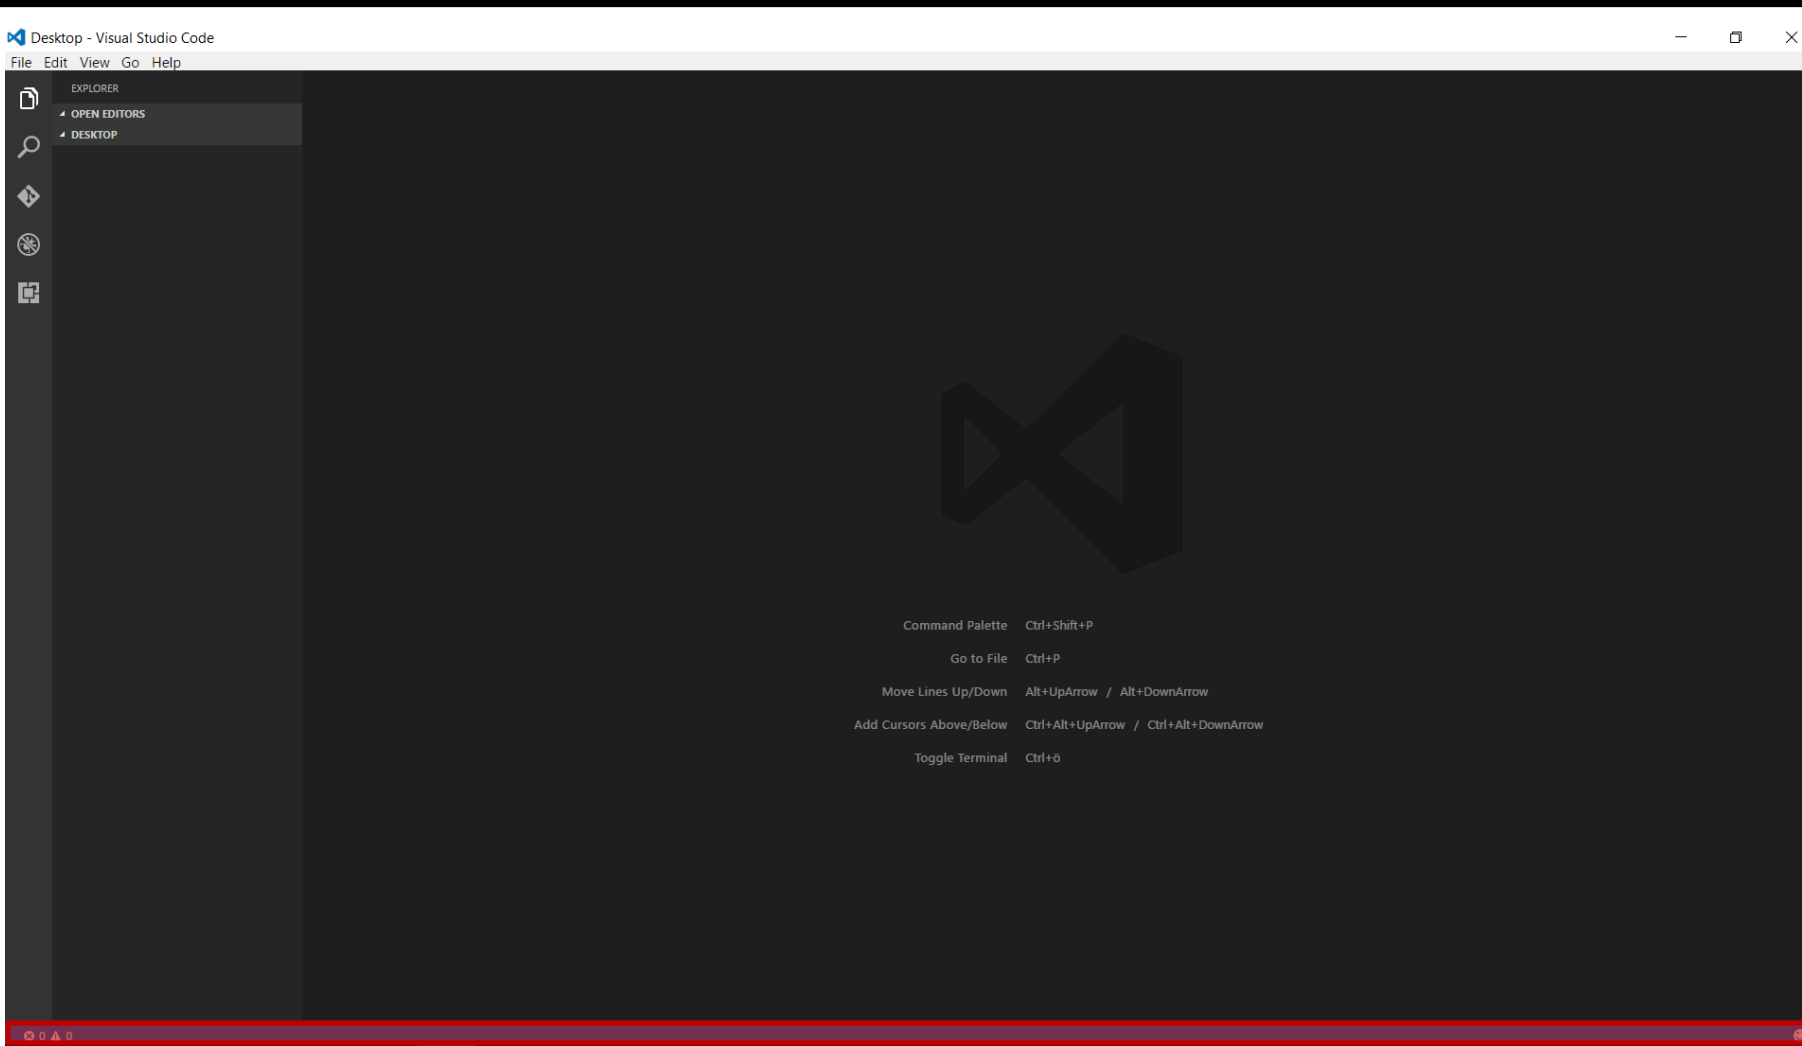 Desktop - Visual Studio Code
File Edit View Go Help
EXPLORER
OPEN EDITORS
DESKTOP
Command Palette Ctrl+Shift+P
Go to File Ctrl+P
Move Lines Up/Down Alt+UpArrow / Alt+DownArrow
Add Cursors Above/Below Ctrl+Alt+UpArrow / Ctrl+Alt+DownArrow
Toggle Terminal Ctrl+ö
0 0